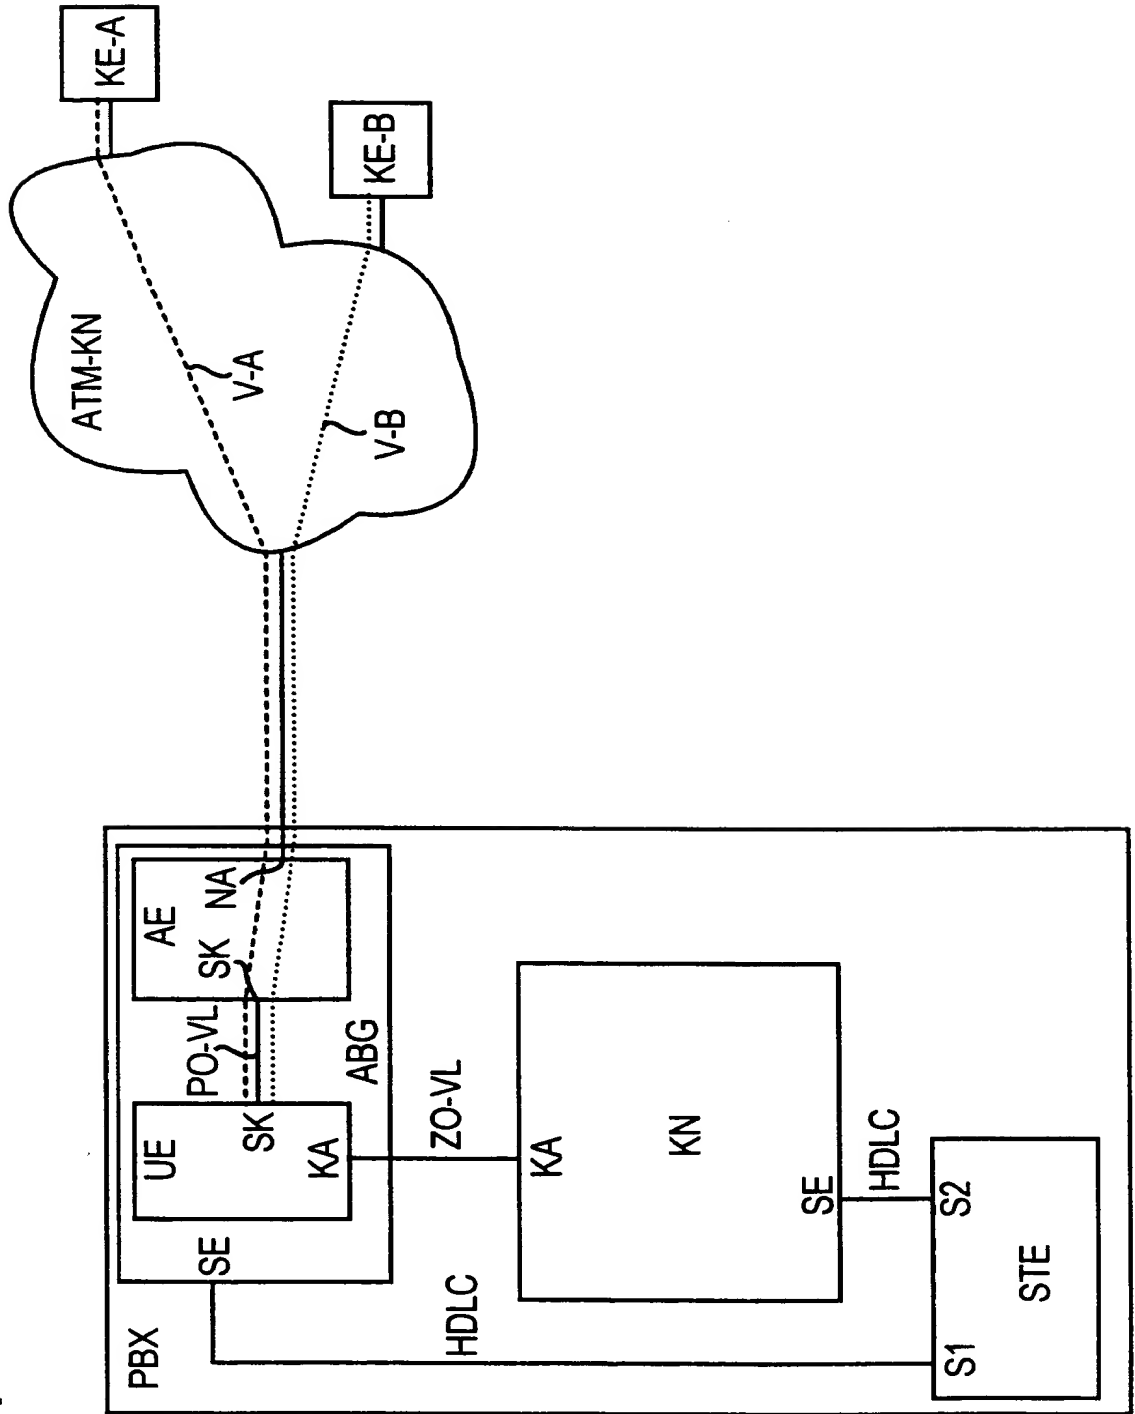 KE-A
KE-B
ATM-KN
V-A
V-B
PBX
ABG
AE
NA
SK
PO-VL
UE
SK
KA
SE
ZO-VL
HDLC
KA
KN
SE
HDLC
S1
S2
STE